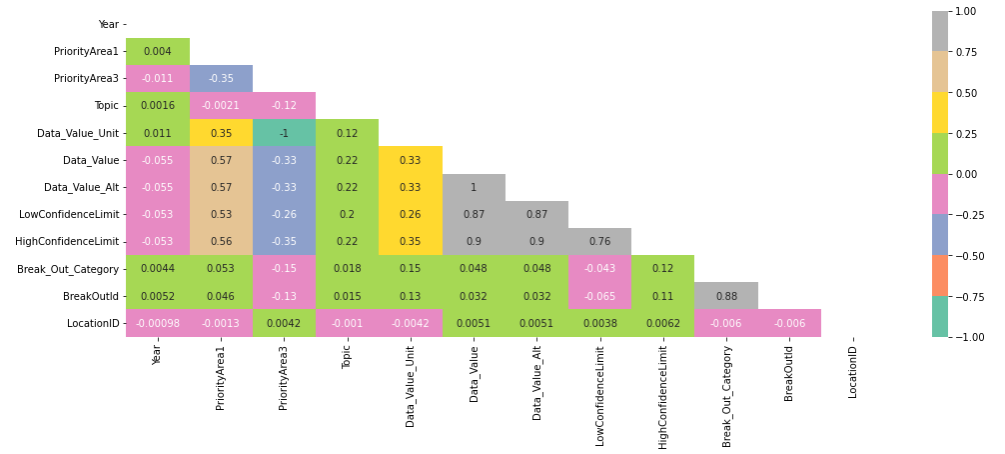 Year
PriorityArea1 0.004
PriorityArea3 -0.011 -0.35
Topic 0.0016 -0.0021 -0.12
Data_Value_Unit 0.011 0.35 -1 0.12
Data_Value -0.055 0.57 -0.33 0.22 0.33
Data_Value_Alt -0.055 0.57 -0.33 0.22 0.33 1
LowConfidenceLimit -0.053 0.53 -0.26 0.2 0.26 0.87 0.87
HighConfidenceLimit -0.053 0.56 -0.35 0.22 0.35 0.9 0.9 0.76
Break_Out_Category 0.0044 0.053 -0.15 0.018 0.15 0.048 0.048 -0.043 0.12
BreakOutId 0.0052 0.046 -0.13 0.015 0.13 0.032 0.032 -0.065 0.11 0.88
LocationID -0.00098 -0.0013 0.0042 -0.001 -0.0042 0.0051 0.0051 0.0038 0.0062 -0.006 -0.006
Year
PriorityArea1
PriorityArea3
Topic
Data_Value_Unit
Data_Value
Data_Value_Alt
LowConfidenceLimit
HighConfidenceLimit
Break_Out_Category
BreakOutId
LocationID
1.00
0.75
0.50
0.25
0.00
−0.25
−0.50
−0.75
−1.00